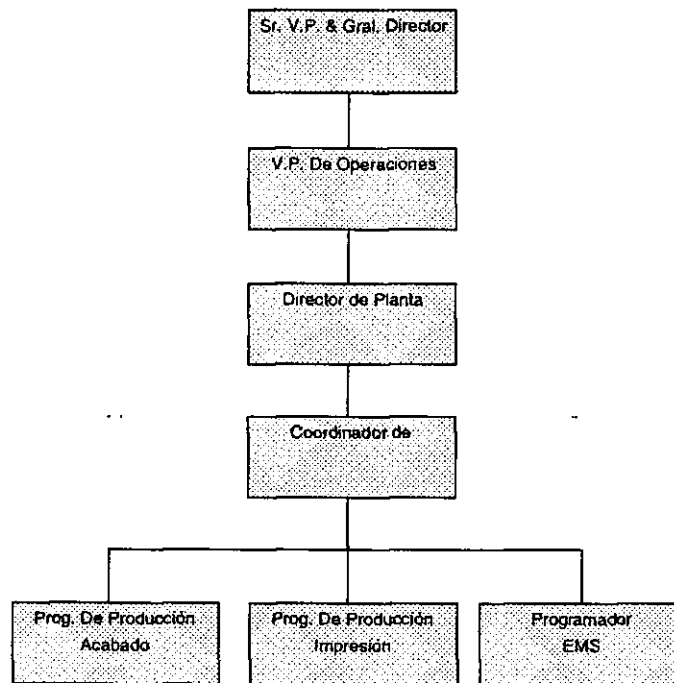 Sr. V.P. & Gral. Director
V.P. De Operaciones
Director de Planta
Coordinador de
Prog. De Producción
Acabado
Prog. De Producción
Impresión
Programador
EMS